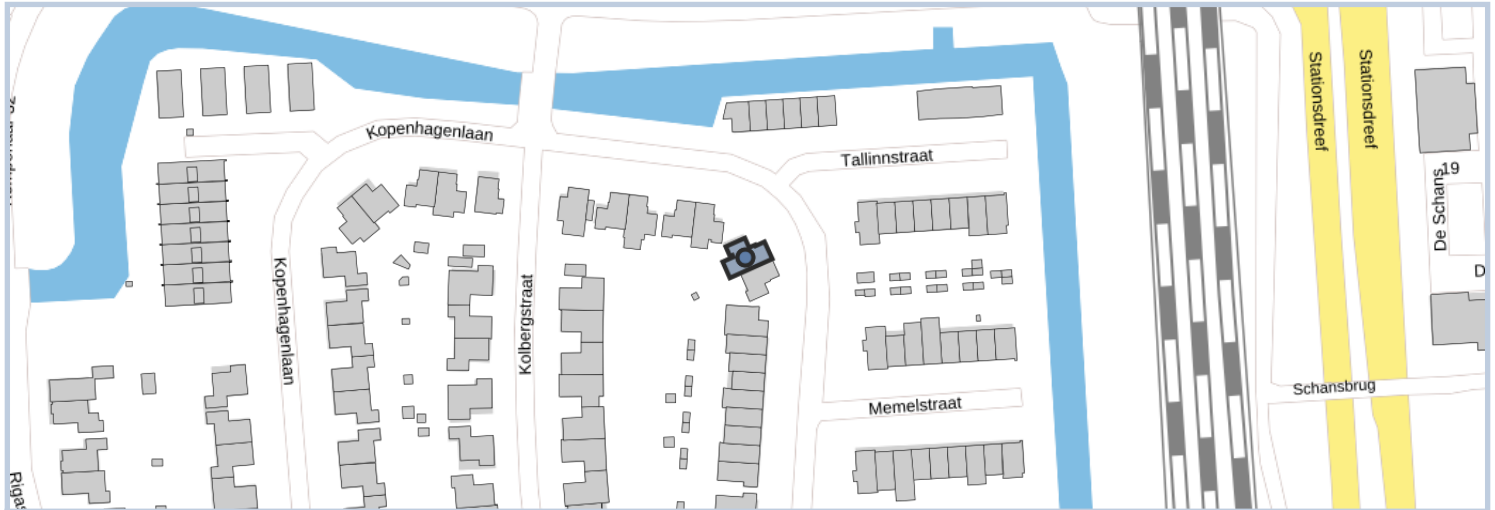 Kopenhagenlaan
Tallinnstraat
Stationsdreef
Stationsdreef
19
De Schans
Kopenhagenlaan
Kolbergstraat
D
Schansbrug
Memelstraat